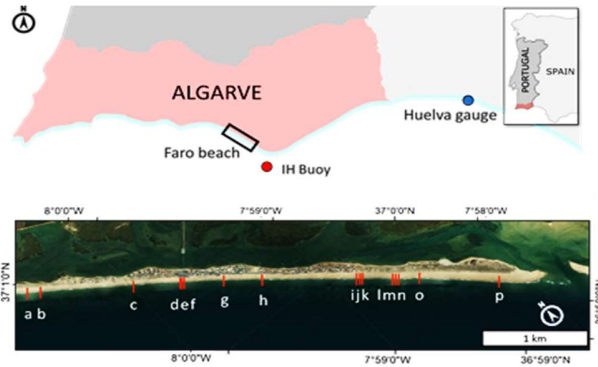 N
PORTUGAL
SPAIN
ALGARVE
Huelva gauge
Faro beach
IH Buoy
8°0'0"W
7°59'0"W
37°1'0"N
7°58'0"W
37°1'0"N
a b
c
def
g
h
ijk
lmn
o
p
1 km
8°0'0"W
7°59'0"W
36°59'0"N